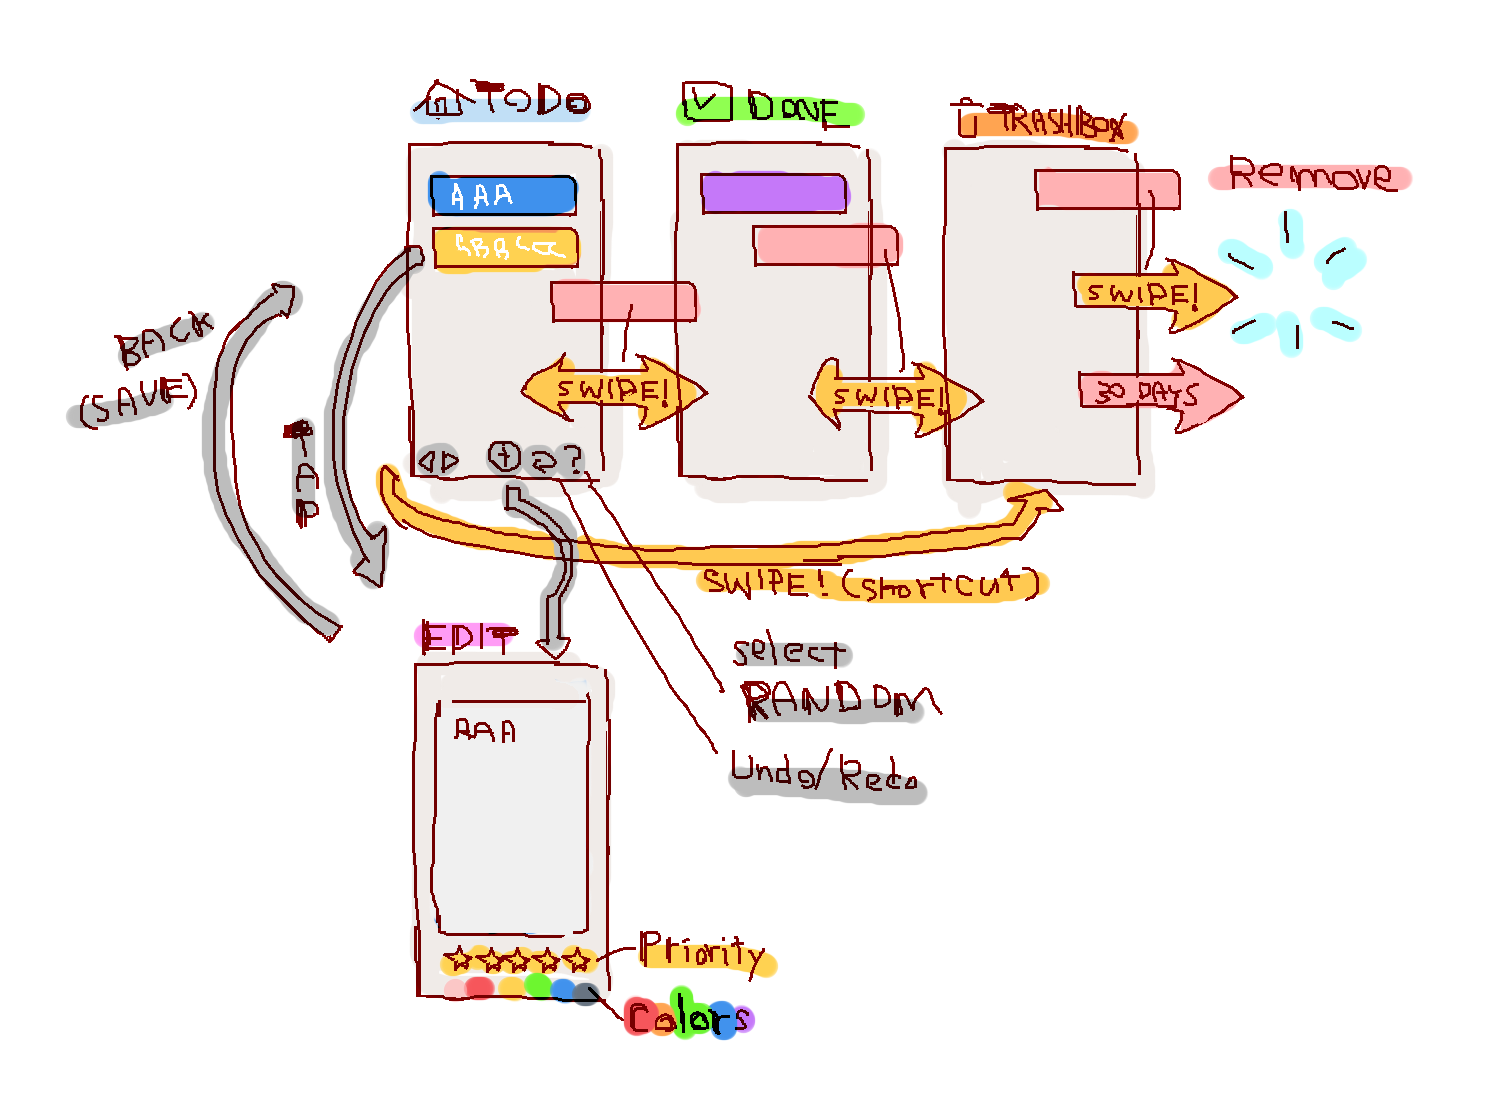 TODO
DONE
TRASHBOX
Remove
AAA
SWIPE!
SWIPE!
SWIPE!
30 DAYS
BACK
(SAVE)
TAP
?
SWIPE! (shortcut)
EDIT
select
RANDOM
Undo/Redo
AAA
Priority
Colors